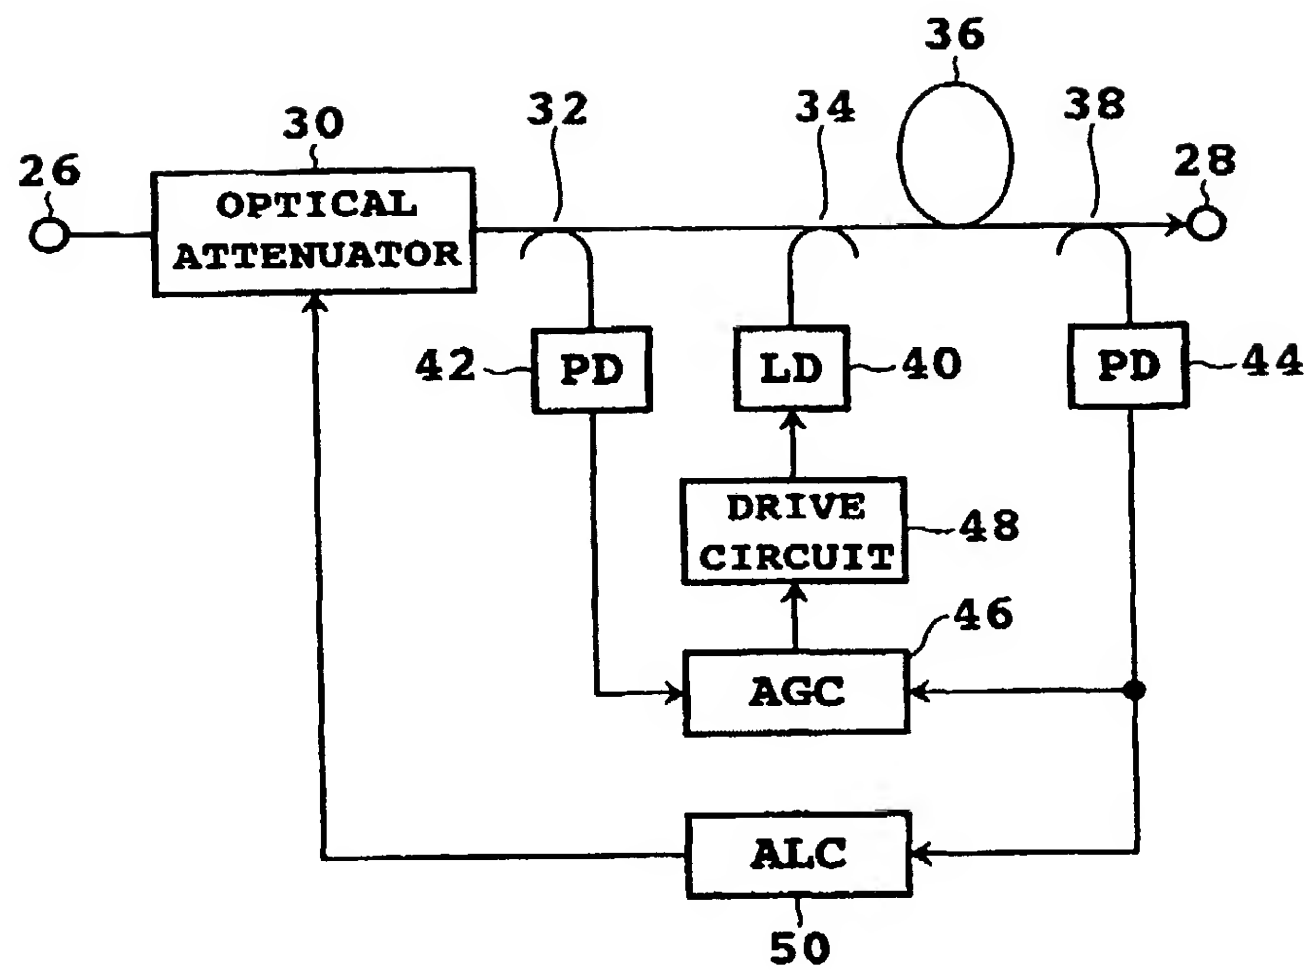 36
32
34
38
30
28
26
OPTICAL
ATTENUATOR
42
PD
LD
40
PD
44
DRIVE
CIRCUIT
48
46
AGC
ALC
50